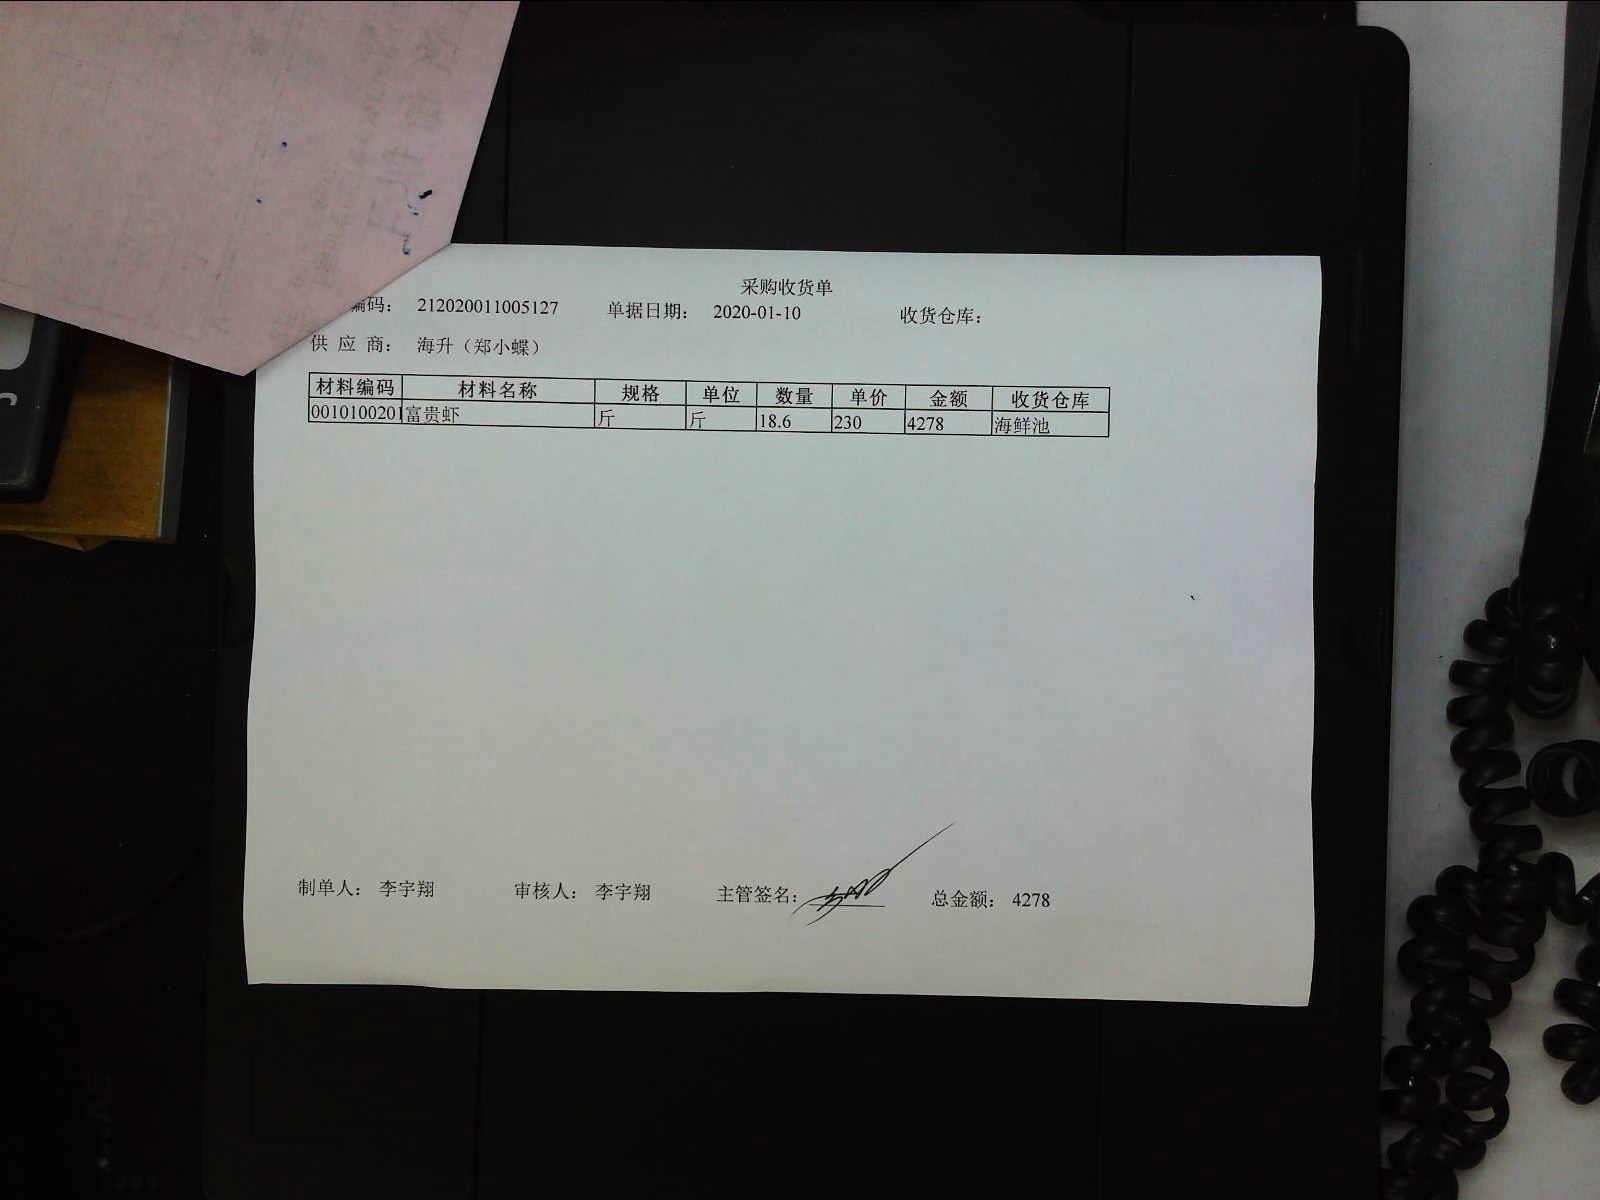 采购收货单
编码： 212020011005127 单据日期： 2020-01-10 收货仓库：
供 应 商： 海升（郑小蝶）
材料编码 材料名称 规格 单位 数量 单价 金额 收货仓库
0010100201 富贵虾 斤 斤 18.6 230 4278 海鲜池
制单人： 李宇翔 审核人： 李宇翔 主管签名： 总金额： 4278